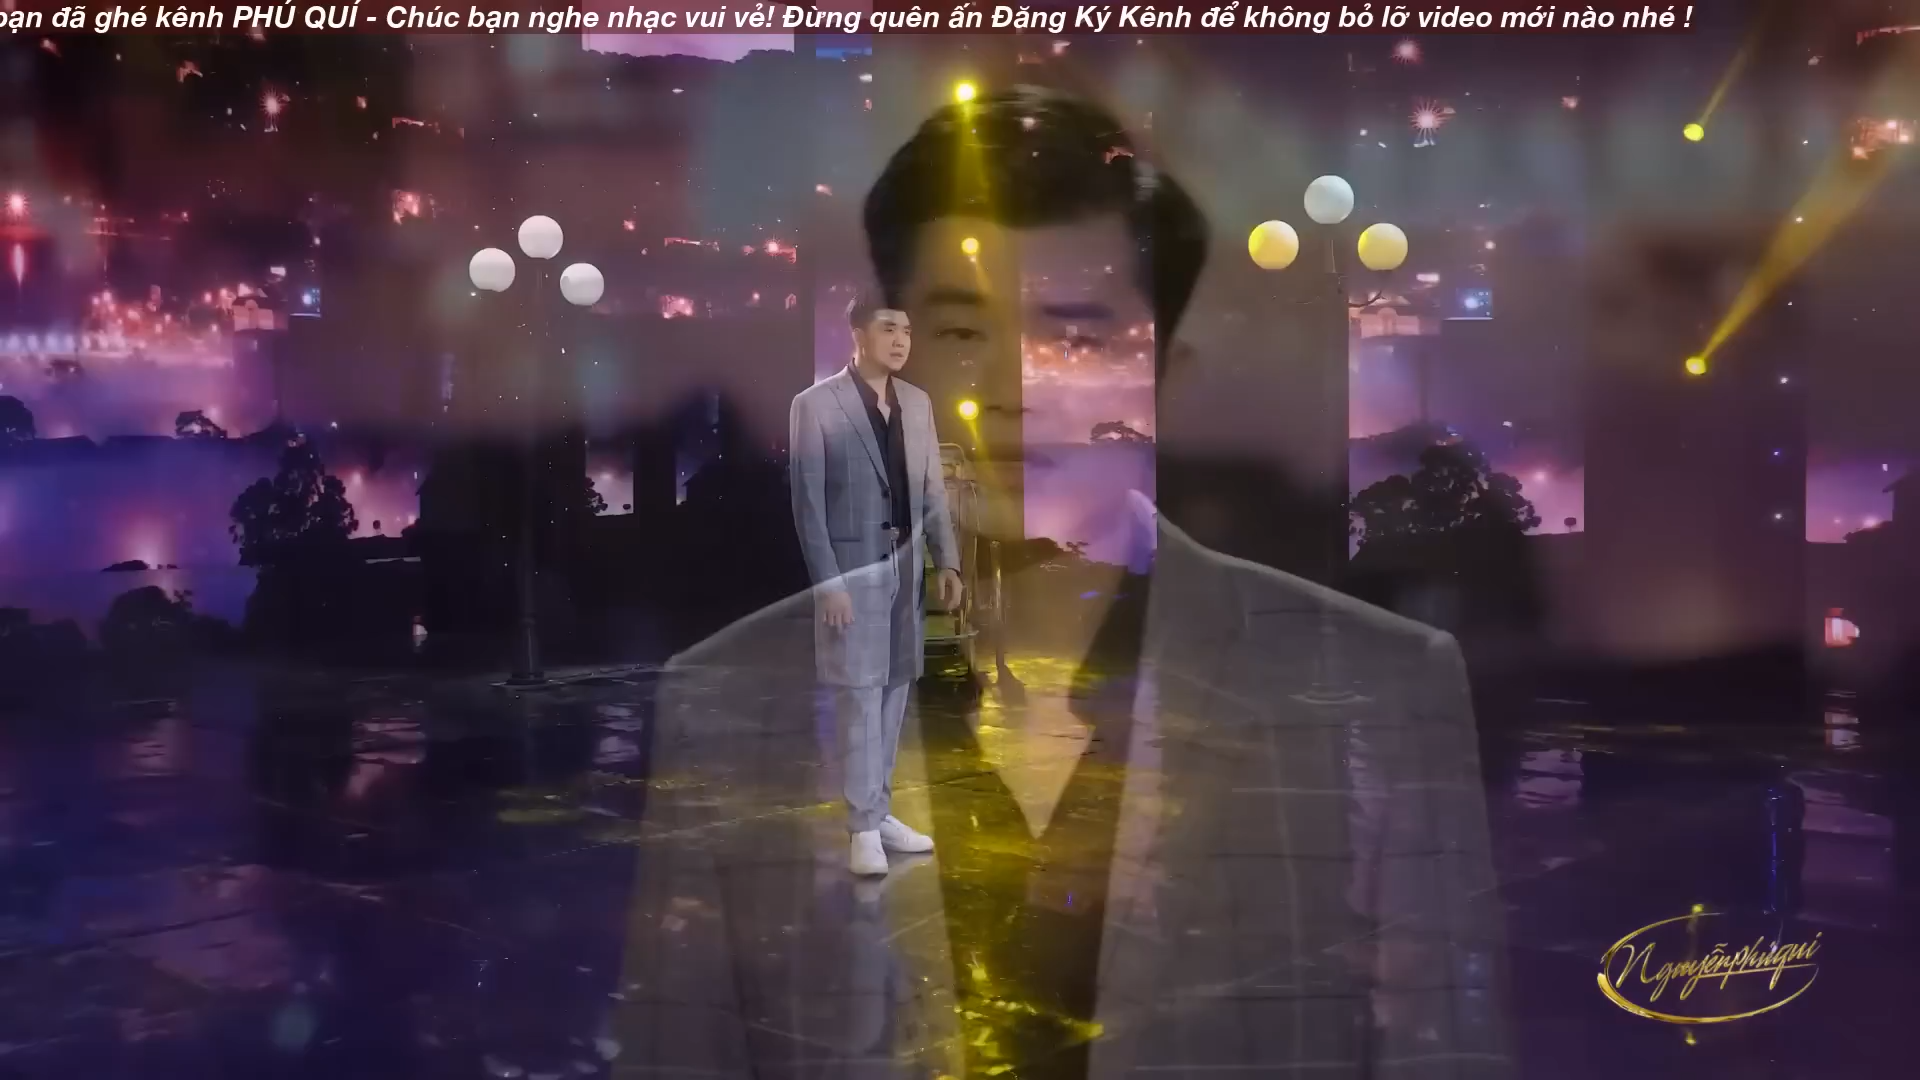 bạn đã ghé kênh PHÚ QUÍ - Chúc bạn nghe nhạc vui vẻ! Đừng quên ấn Đăng Ký Kênh để không bỏ lỡ video mới nào nhé !
Nguyễnphúquí